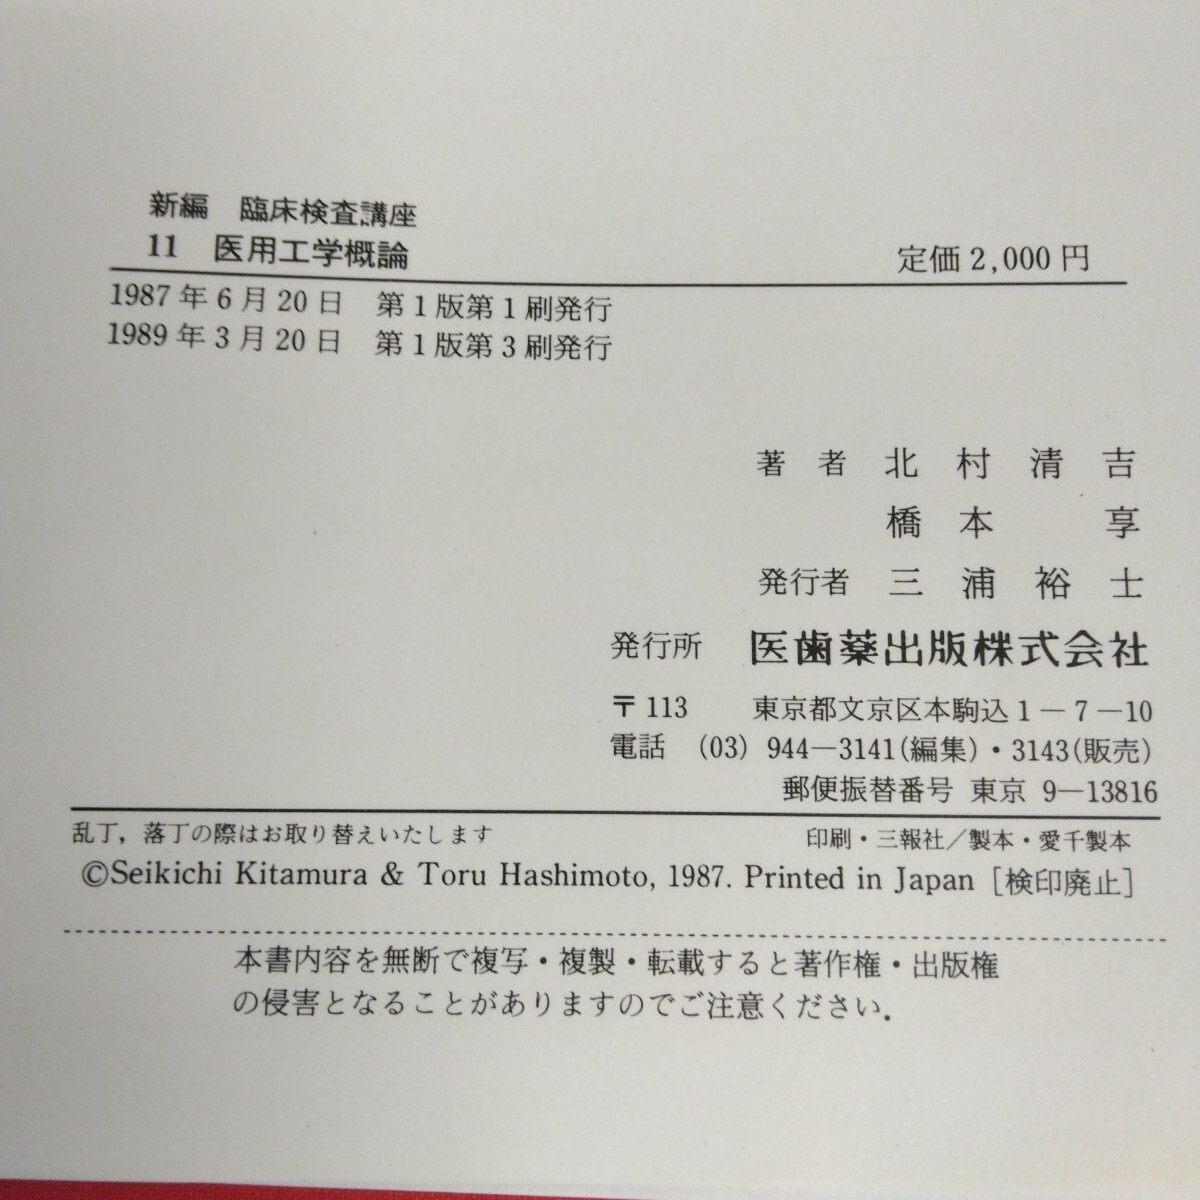 新編　臨床検査講座
11　医用工学概論
定価 2,000 円
1987 年 6 月 20 日　第 1 版第 1 刷発行
1989 年 3 月 20 日　第 1 版第 3 刷発行
著　者　北　村　清　吉
橋　本　　　享
発行者　三　浦　裕　士
発行所　医歯薬出版株式会社
〒113　東京都文京区本駒込 1－7－10
電話　(03) 944―3141(編集)・3143(販売)
郵便振替番号 東京 9―13816
乱丁，落丁の際はお取り替えいたします　　印刷・三報社／製本・愛千製本
©Seikichi Kitamura & Toru Hashimoto, 1987. Printed in Japan [検印廃止]
本書内容を無断で複写・複製・転載すると著作権・出版権
の侵害となることがありますのでご注意ください．